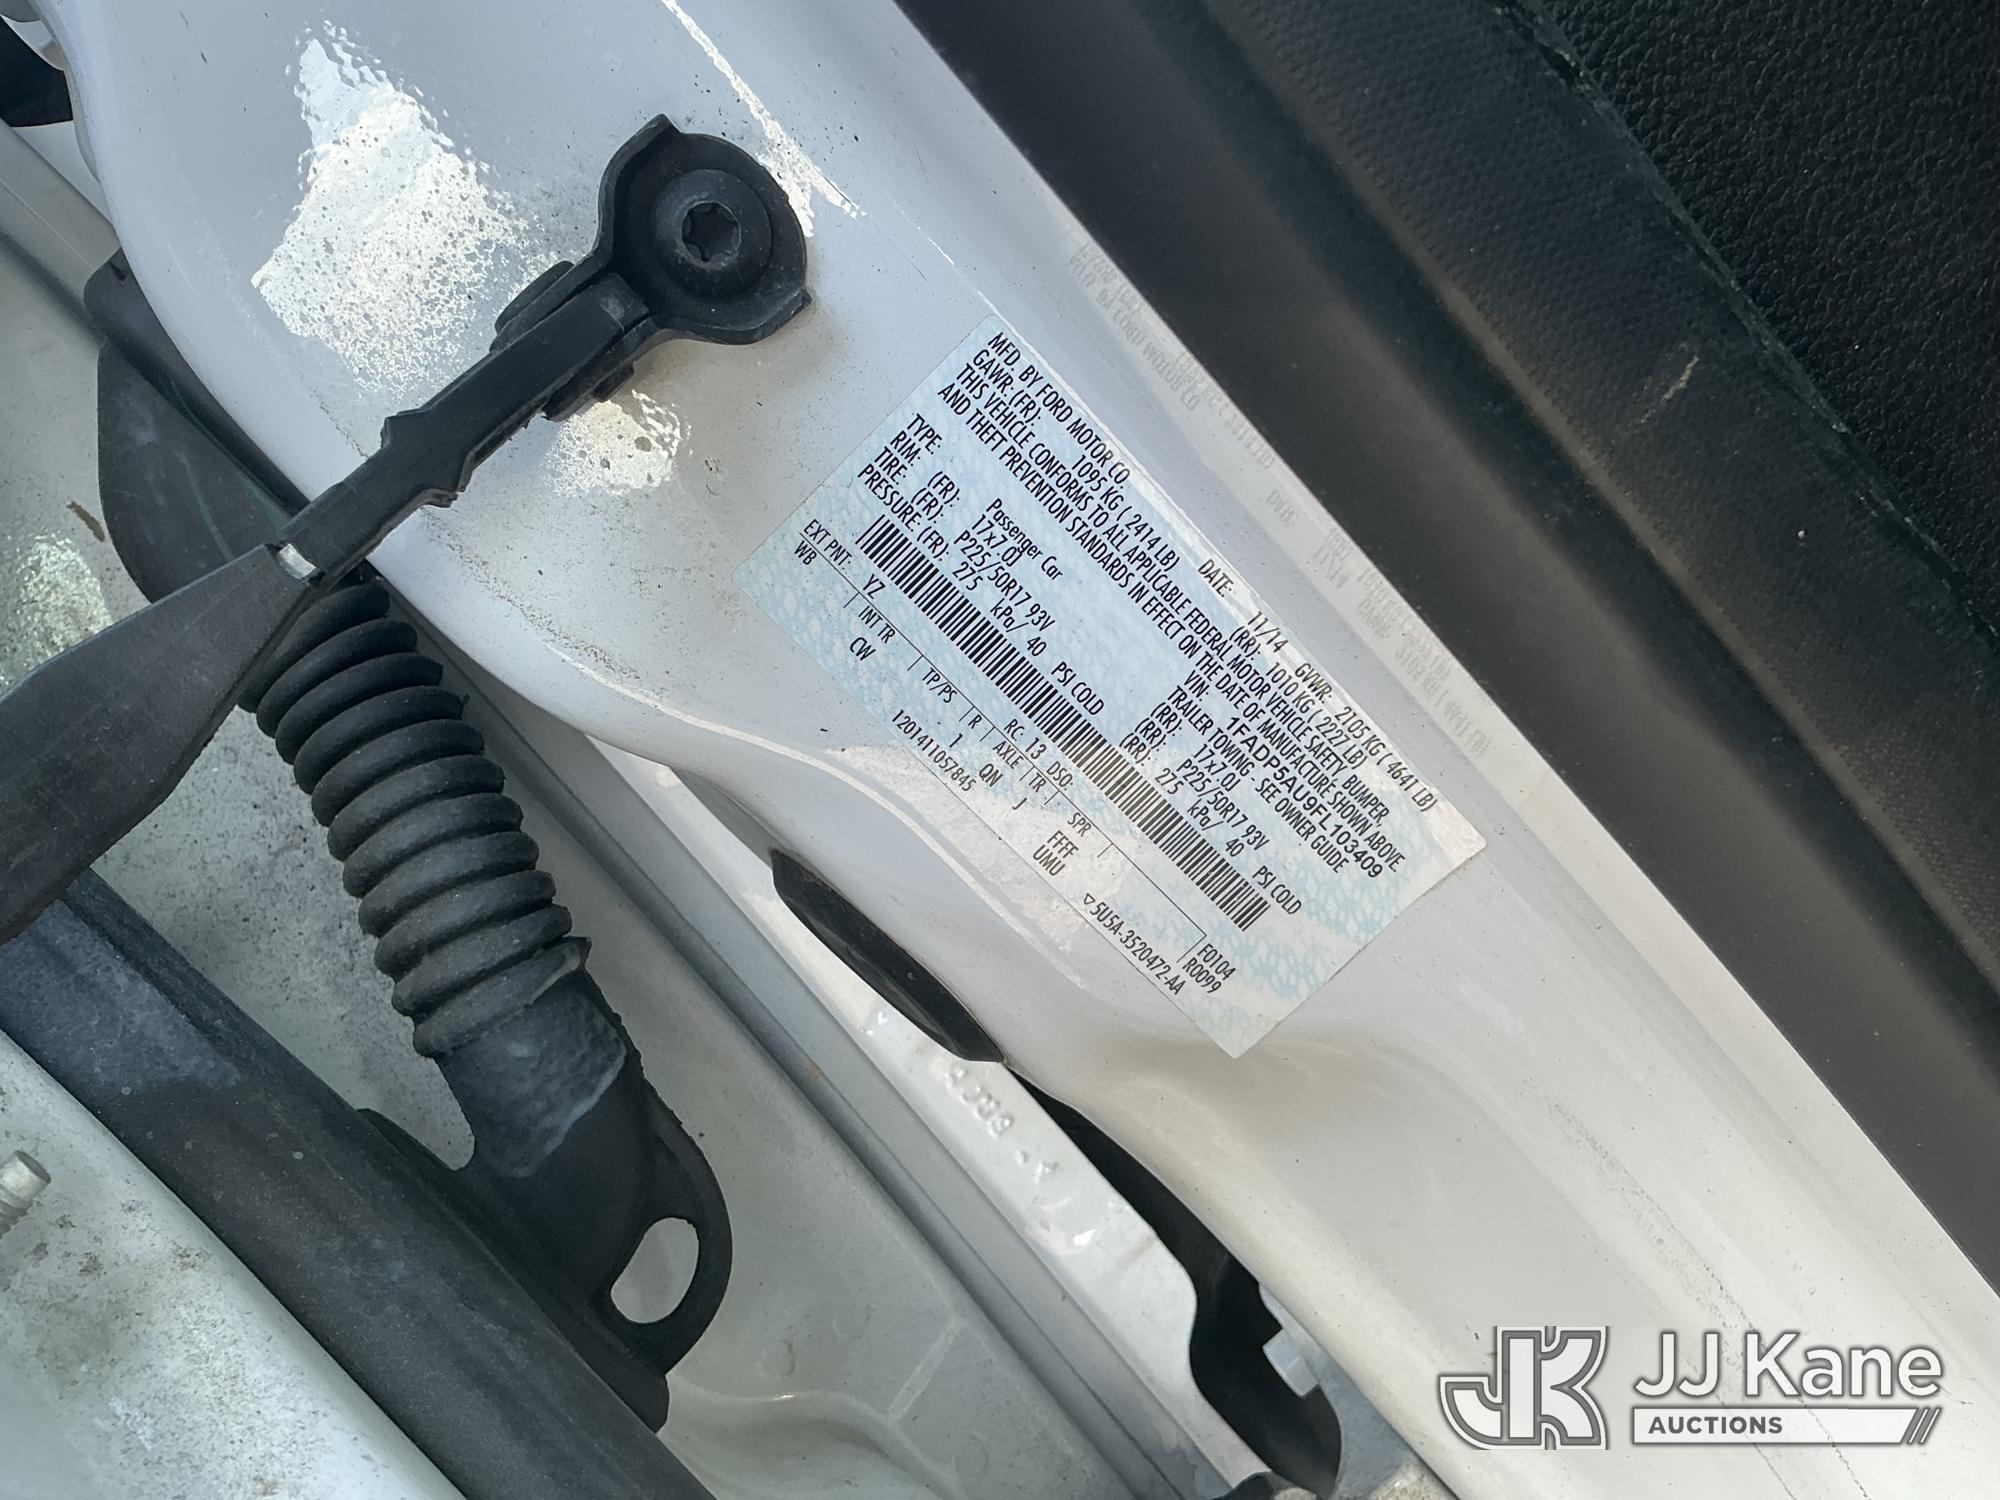 MFD. BY FORD MOTOR CO.
DATE: 11/14 GVWR: 2105 KG ( 4641 LB)
GAWR: (FR): 1095 KG ( 2414 LB) (RR): 1010 KG ( 2227 LB)
THIS VEHICLE CONFORMS TO ALL APPLICABLE FEDERAL MOTOR VEHICLE SAFETY, BUMPER,
AND THEFT PREVENTION STANDARDS IN EFFECT ON THE DATE OF MANUFACTURE SHOWN ABOVE.
VIN: 1FADP5AU9FL103409
TYPE: Passenger Car TRAILER TOWING - SEE OWNER GUIDE
RIM: (FR): 17x7.0J (RR): 17x7.0J
TIRE: (FR): P225/50R17 93V (RR): P225/50R17 93V
PRESSURE (FR): 275 kPa/ 40 PSI COLD (RR): 275 kPa/ 40 PSI COLD
EXT PNT: YZ RC: 13 DSO: F0104
WB INT TR TP/PS R AXLE TR SPR R0099
CW - 1 QN J FFFF
UMU
120141105784​5 ▽5U5A-3520472-AA
JK JJ Kane
AUCTIONS